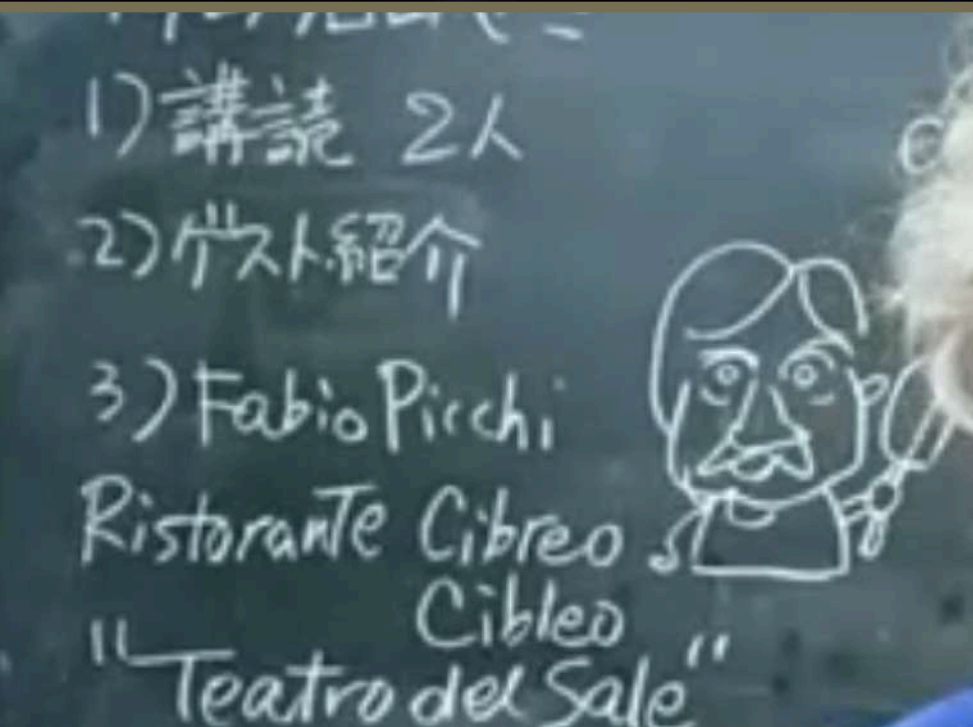 1) 講読 2人
2) ゲスト紹介
3) Fabio Picchi
Ristorante Cibreo
Cibleo
"Teatro del Sale"